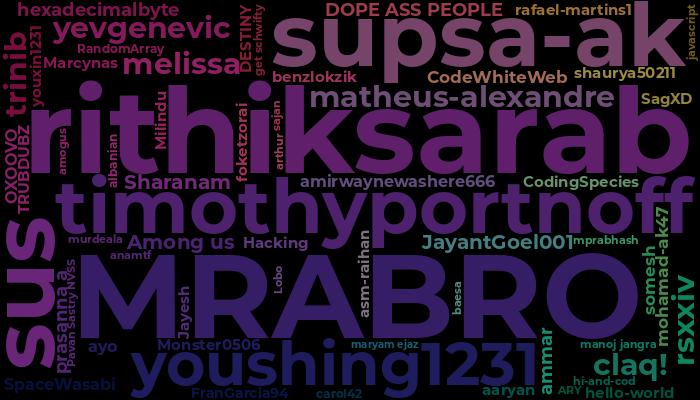 hexadecimalbyte
DOPE ASS PEOPLE
rafael-martins1
yevgenevic
supsa-ak
javascript
DESTINY
get schwifty
RandomArray
trinib
youxin1231
Marcynas
melissa
benzlokzik
CodeWhiteWeb
shaurya50211
matheus-alexandre
SagXD
rithiksarab
Milindu
foketzorai
arthur sajan
OXOOVO
TRUBDUBZ
amogus
albanian
Sharanam
amirwaynewashere666
CodingSpecies
timothyportnoff
sus
murdeala
Among us
Hacking
JayantGoel001
mprabhash
mohamad-ak47
somesh
anamtf
MRABRO
Lobo
asm-raihan
baesa
Jayesh
prasanna a
Pavan Sastry NVSS
rsxxiv
ayo
Monster0506
maryam ejaz
manoj jangra
youshing1231
ammar
claq!
SpaceWasabi
FranGarcia94
carol42
aaryan
ARY
hi-and-cod
hello-world